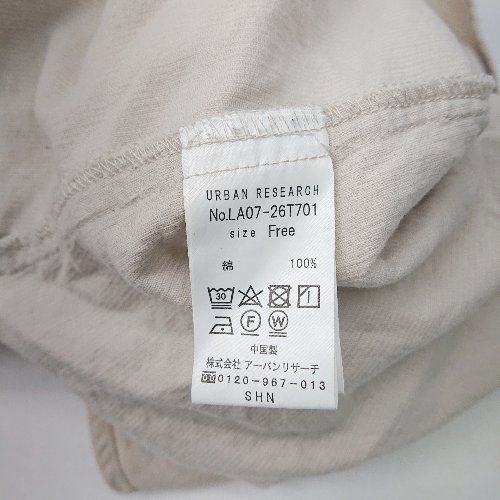 URBAN RESEARCH
No.LA07-26T701
size Free
綿 100%
30
F W
中国製
株式会社 アーバンリサーチ
0120-967-013
SHN